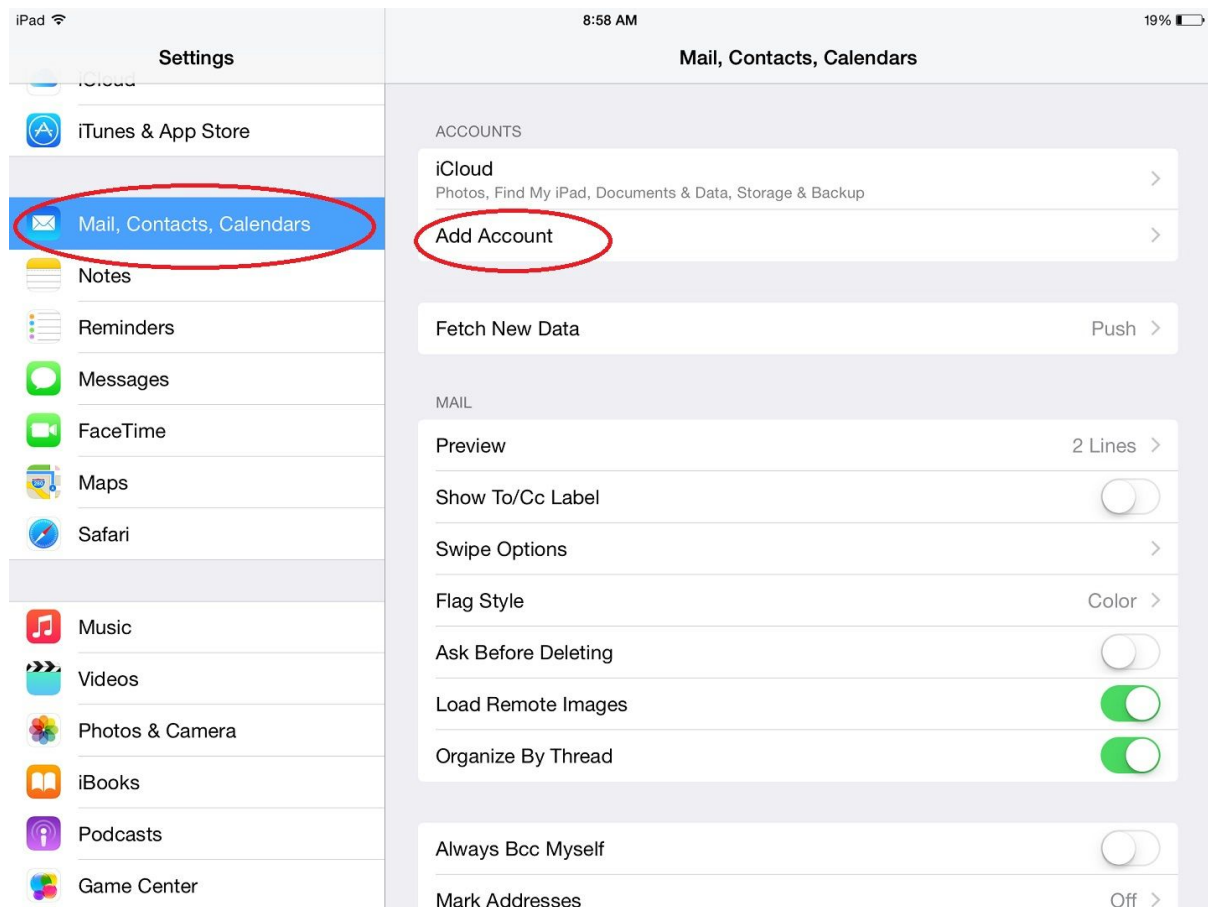 iPad
8:58 AM
19%
Settings
Mail, Contacts, Calendars
iCloud
iTunes & App Store
Mail, Contacts, Calendars
Notes
Reminders
Messages
FaceTime
Maps
Safari
Music
Videos
Photos & Camera
iBooks
Podcasts
Game Center
ACCOUNTS
iCloud
Photos, Find My iPad, Documents & Data, Storage & Backup
Add Account
Fetch New Data Push
MAIL
Preview 2 Lines
Show To/Cc Label
Swipe Options
Flag Style Color
Ask Before Deleting
Load Remote Images
Organize By Thread
Always Bcc Myself
Mark Addresses Off